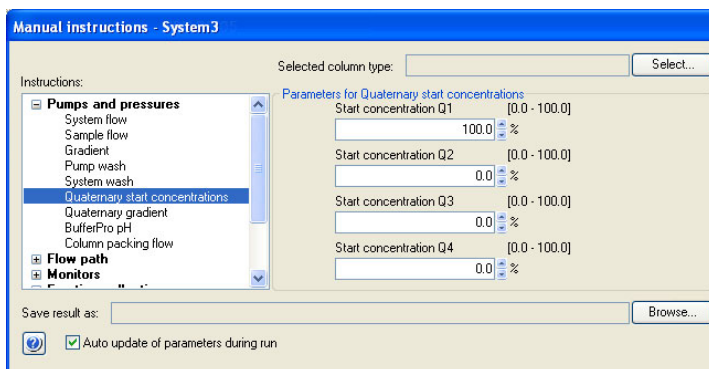 Manual instructions - System3
Selected column type:
Select...
Instructions:
Pumps and pressures
System flow
Sample flow
Gradient
Pump wash
System wash
Quaternary start concentrations
Quaternary gradient
BufferPro pH
Column packing flow
Flow path
Monitors
Parameters for Quaternary start concentrations
Start concentration Q1 [0.0 - 100.0]
100.0 %
Start concentration Q2 [0.0 - 100.0]
0.0 %
Start concentration Q3 [0.0 - 100.0]
0.0 %
Start concentration Q4 [0.0 - 100.0]
0.0 %
Save result as:
Browse...
Auto update of parameters during run